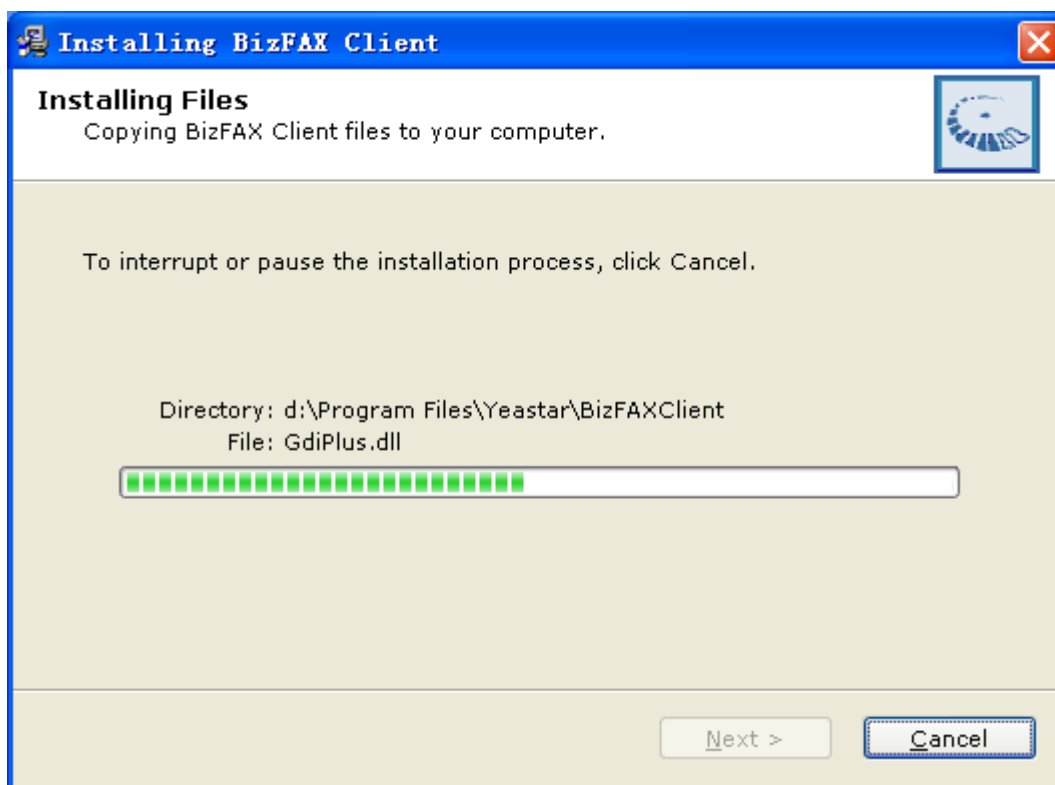 Installing BizFAX Client
Installing Files
Copying BizFAX Client files to your computer.
To interrupt or pause the installation process, click Cancel.
Directory: d:\Program Files\Yeastar\BizFAXClient
File: GdiPlus.dll
Next >
Cancel